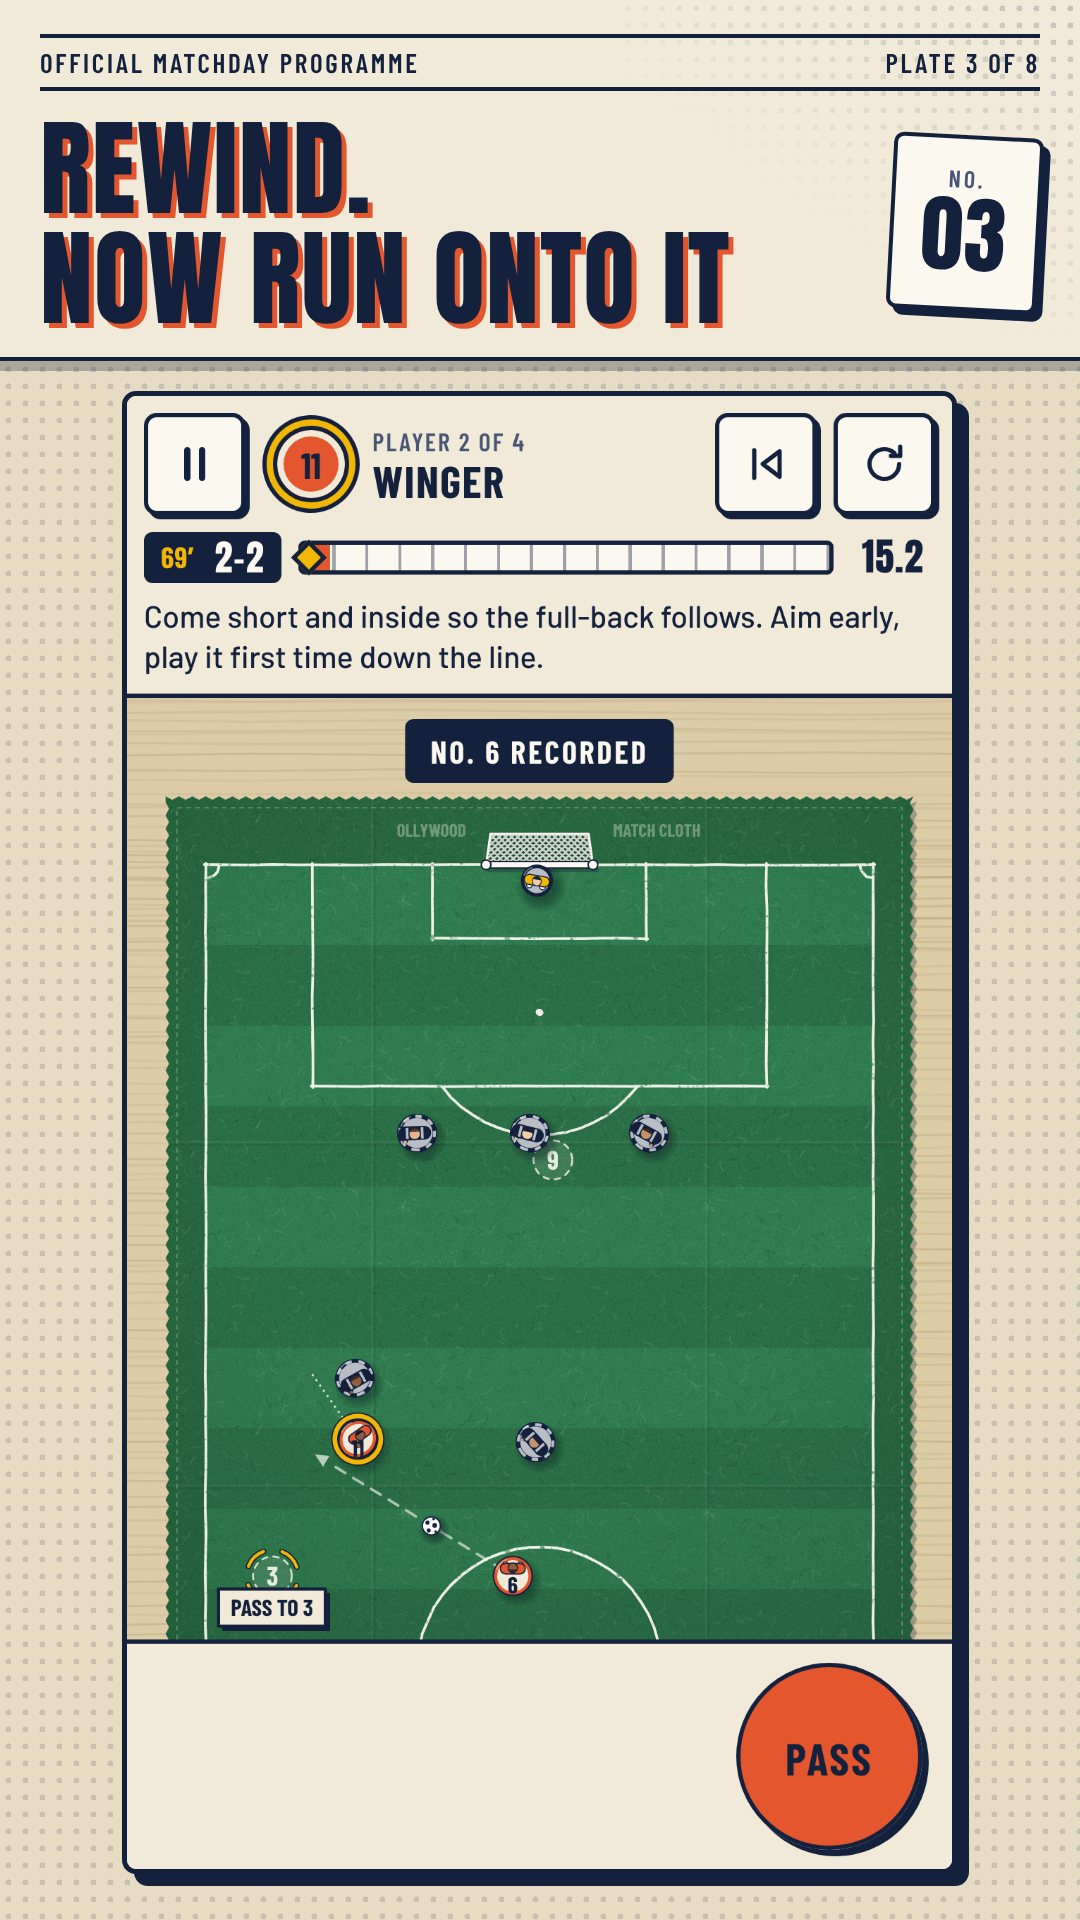 OFFICIAL MATCHDAY PROGRAMME
PLATE 3 OF 8
REWIND.
NOW RUN ONTO IT
NO.
03
11
PLAYER 2 OF 4
WINGER
69′ 2-2
15.2
Come short and inside so the full-back follows. Aim early,
play it first time down the line.
NO. 6 RECORDED
OLLYWOOD
MATCH CLOTH
9
3
PASS TO 3
6
PASS